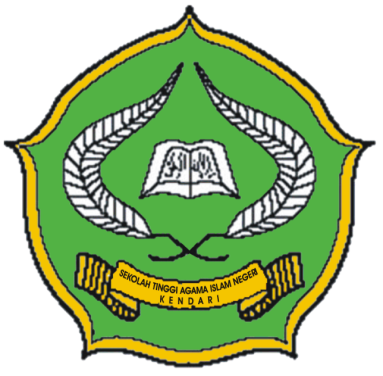 SEKOLAH TINGGI AGAMA ISLAM NEGERI
KENDARI